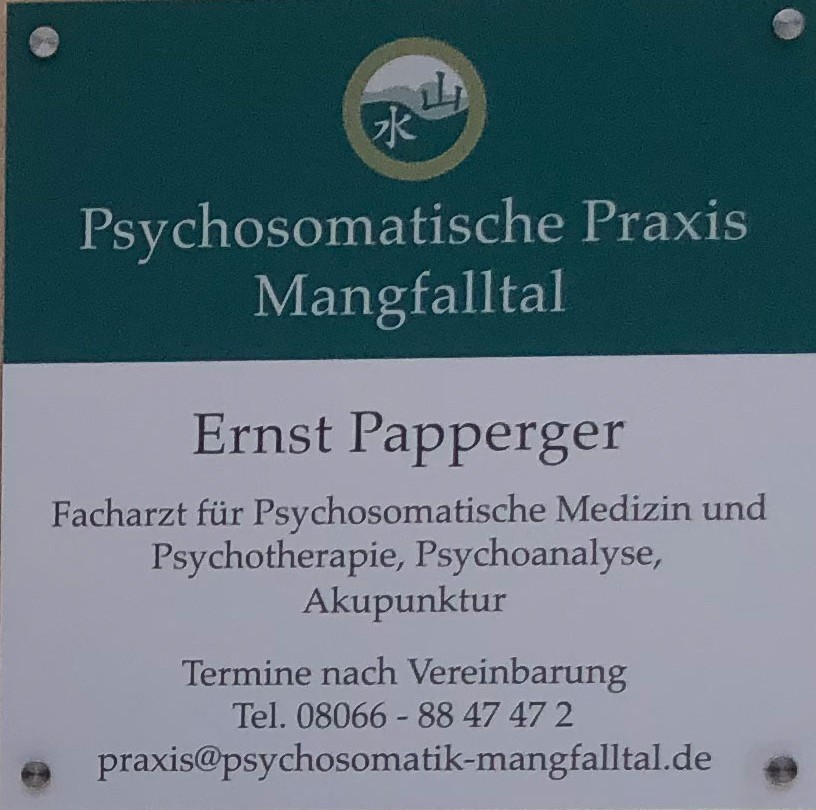 山
水
Psychosomatische Praxis
Mangfalltal
Ernst Papperger
Facharzt für Psychosomatische Medizin und
Psychotherapie, Psychoanalyse,
Akupunktur
Termine nach Vereinbarung
Tel. 08066 - 88 47 47 2
praxis@psychosomatik-mangfalltal.de